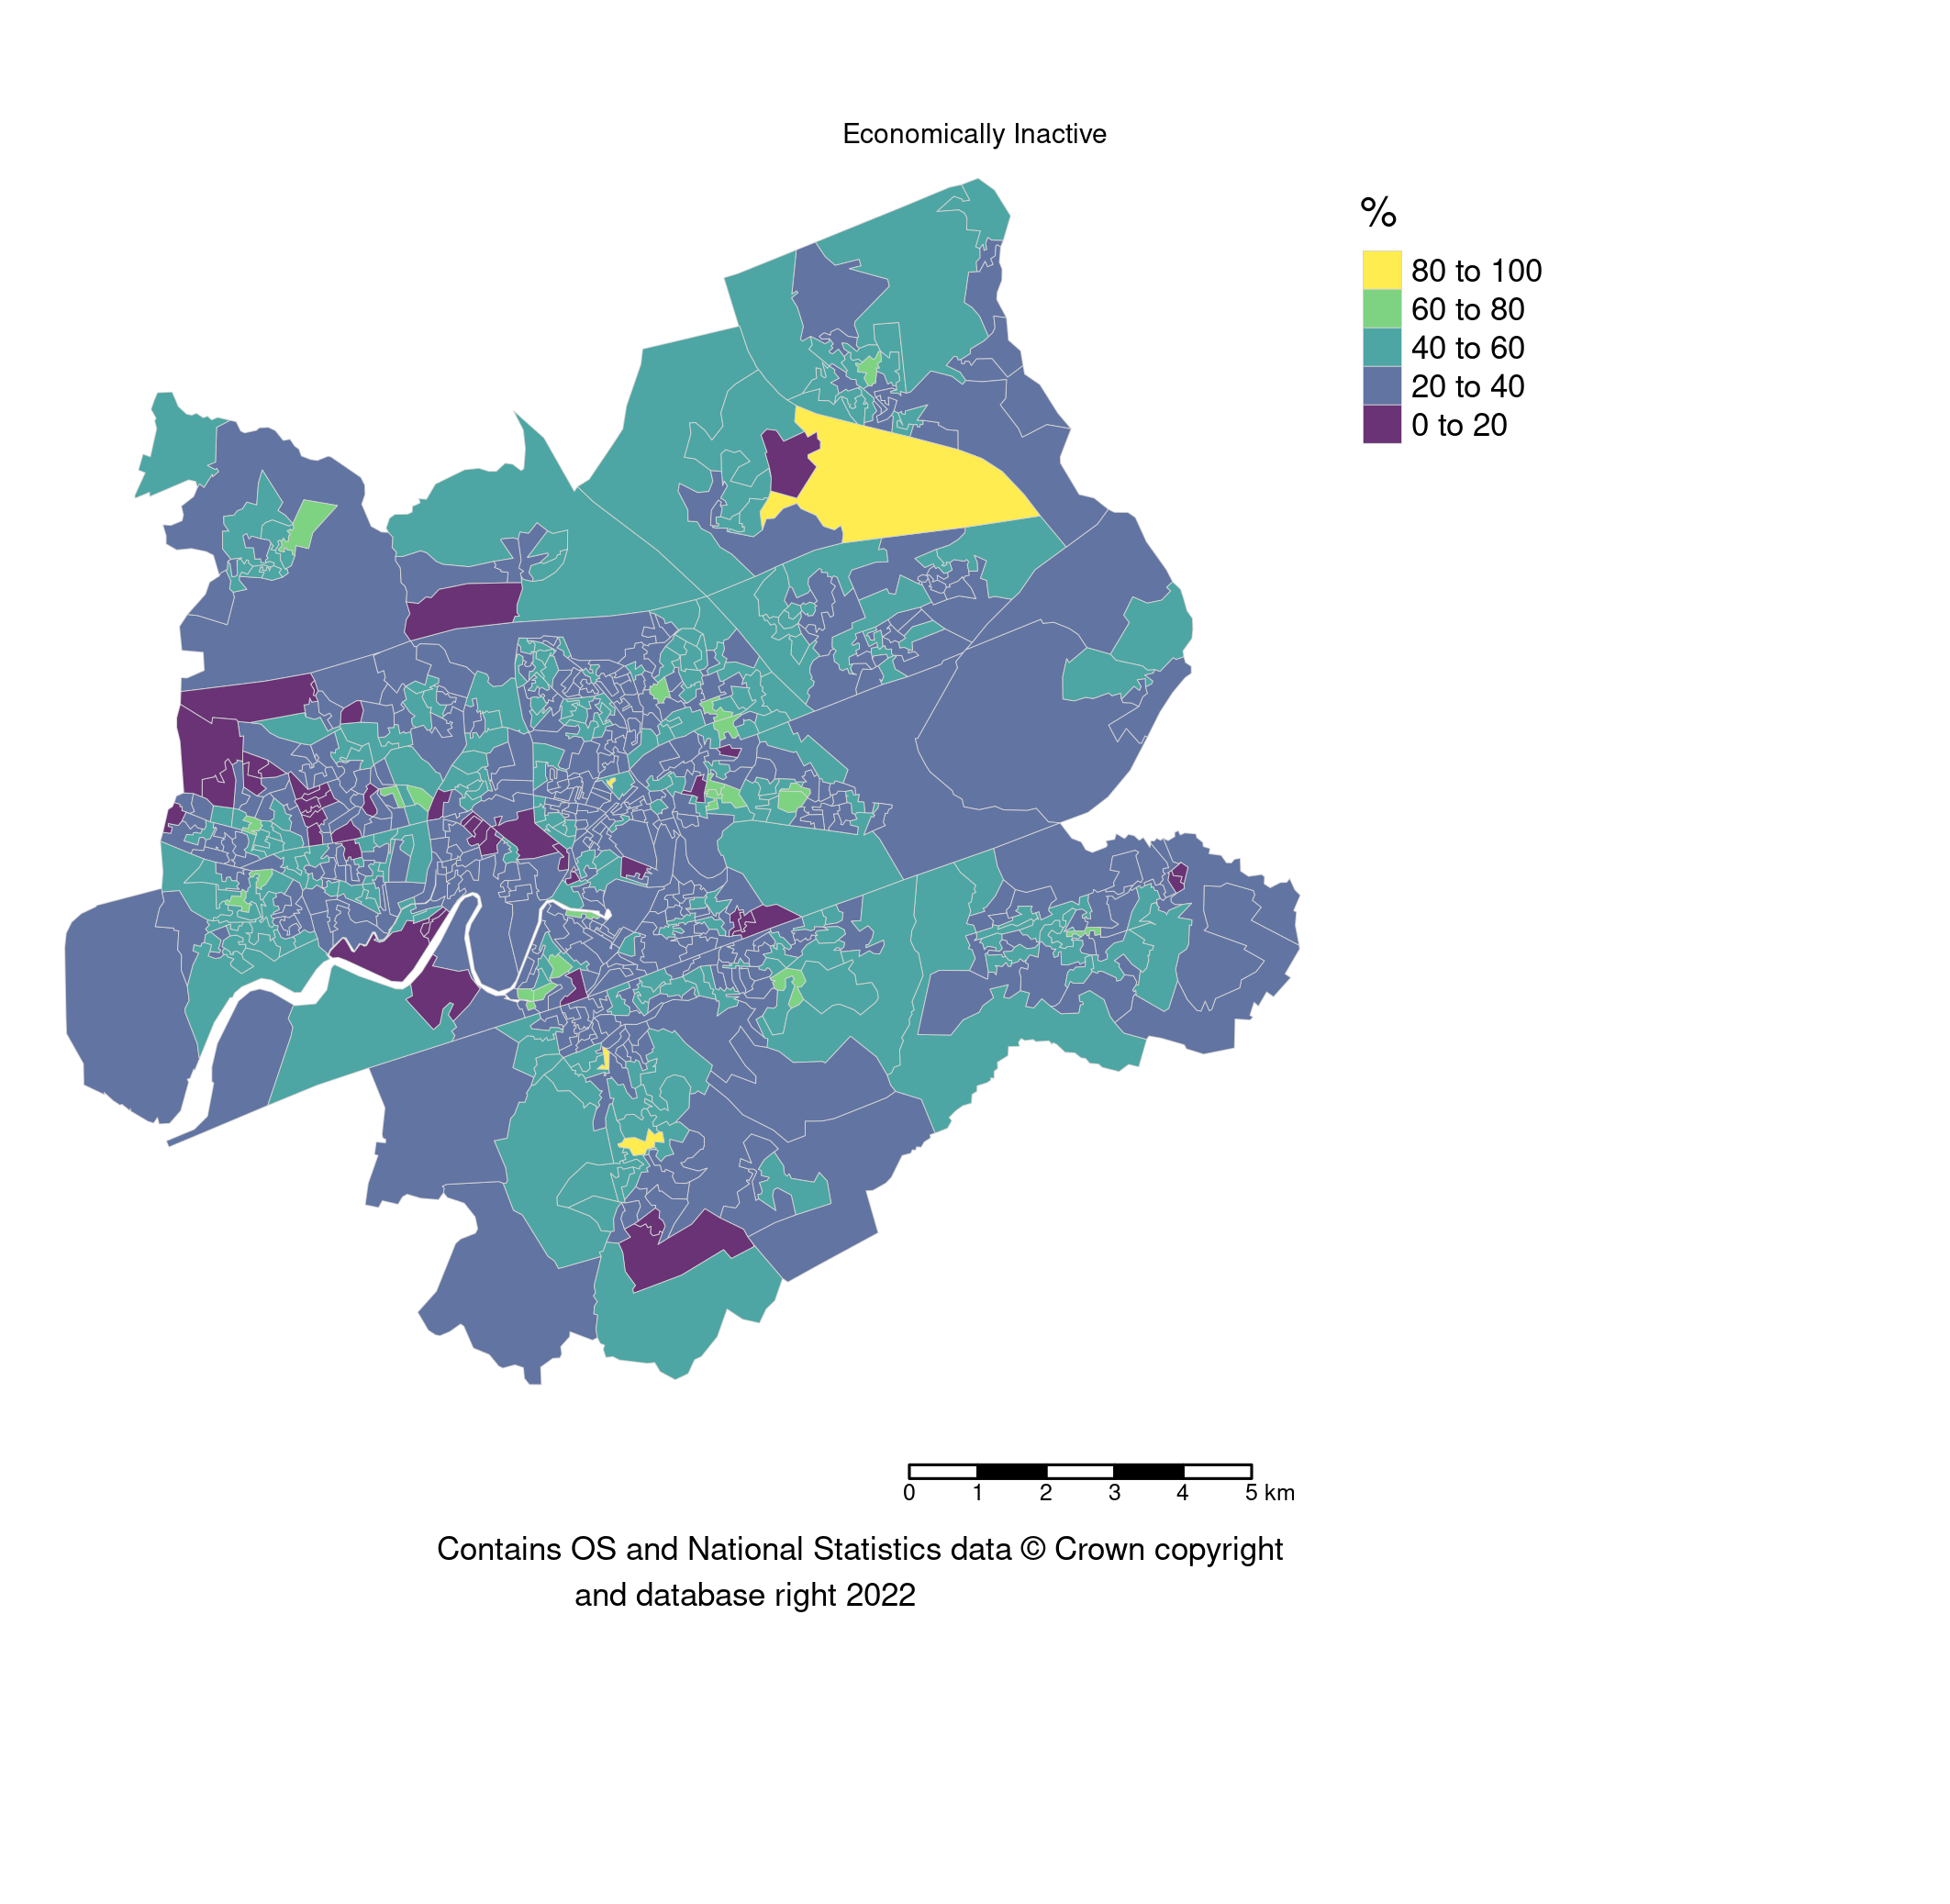 Economically Inactive
%
80 to 100
60 to 80
40 to 60
20 to 40
0 to 20
0 1 2 3 4 5 km
Contains OS and National Statistics data © Crown copyright
and database right 2022